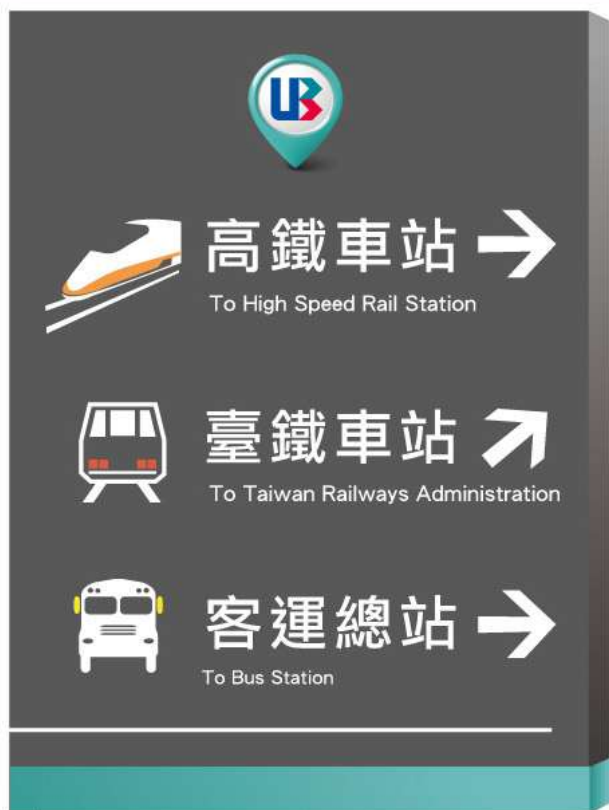 UB
高鐵車站
To High Speed Rail Station
臺鐵車站
To Taiwan Railways Administration
客運總站
To Bus Station